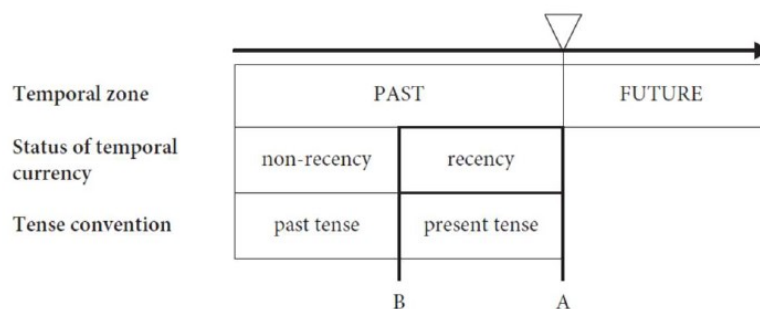 Temporal zone PAST FUTURE
Status of temporal currency non-recency recency
Tense convention past tense present tense
B A